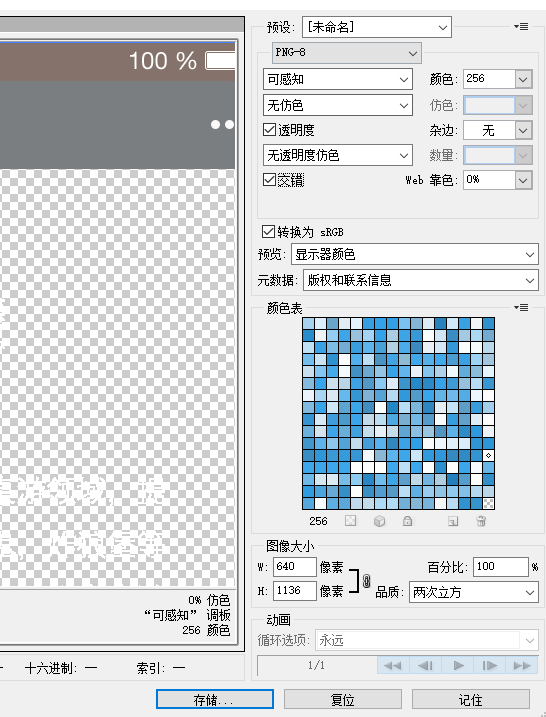 预设: [未命名]
PNG-8
100 %
可感知 颜色: 256
无仿色 仿色:
透明度 杂边: 无
无透明度仿色 数量:
交错 Web 靠色: 0%
转换为 sRGB
预览: 显示器颜色
元数据: 版权和联系信息
颜色表
256
图像大小
W: 640 像素 百分比: 100 %
H: 1136 像素 品质: 两次立方
0% 仿色
“可感知” 调板
256 颜色
动画
循环选项: 永远
1/1
十六进制: — 索引: —
存储... 复位 记住